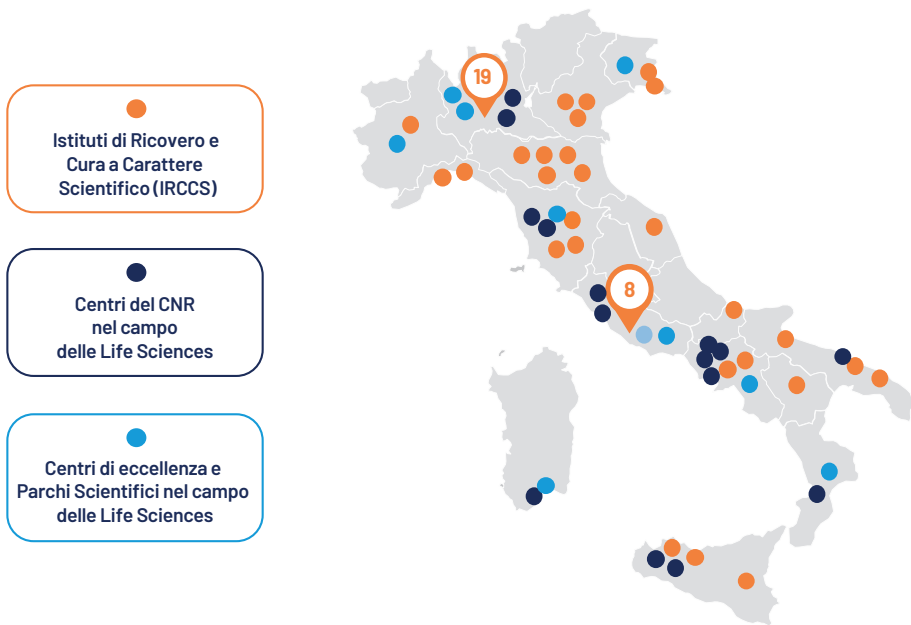 Istituti di Ricovero e
Cura a Carattere
Scientifico (IRCCS)
Centri del CNR
nel campo
delle Life Sciences
Centri di eccellenza e
Parchi Scientifici nel campo
delle Life Sciences
19
8